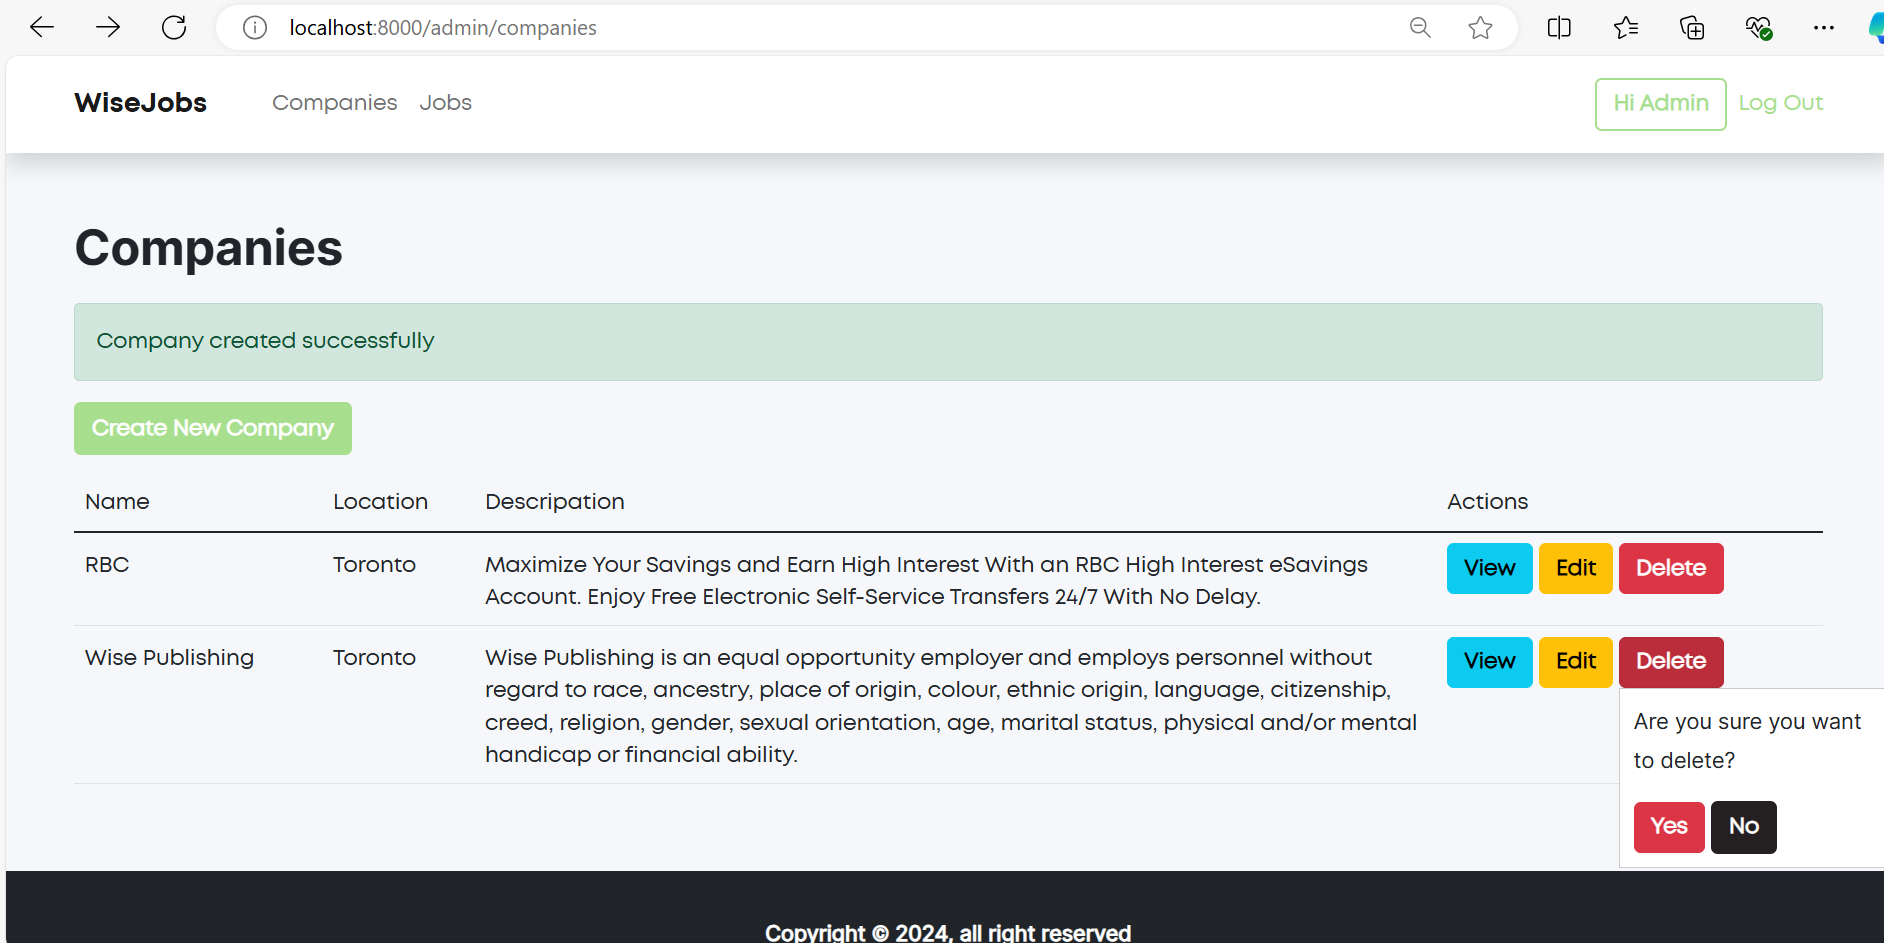 localhost:8000/admin/companies
WiseJobs Companies Jobs Hi Admin Log Out
Companies
Company created successfully
Create New Company
Name Location Descripation Actions
RBC Toronto Maximize Your Savings and Earn High Interest With an RBC High Interest eSavings View Edit Delete
Account. Enjoy Free Electronic Self-Service Transfers 24/7 With No Delay.
Wise Publishing Toronto Wise Publishing is an equal opportunity employer and employs personnel without View Edit Delete
regard to race, ancestry, place of origin, colour, ethnic origin, language, citizenship,
creed, religion, gender, sexual orientation, age, marital status, physical and/or mental
handicap or financial ability.
Are you sure you want
to delete?
Yes No
Copyright © 2024, all right reserved